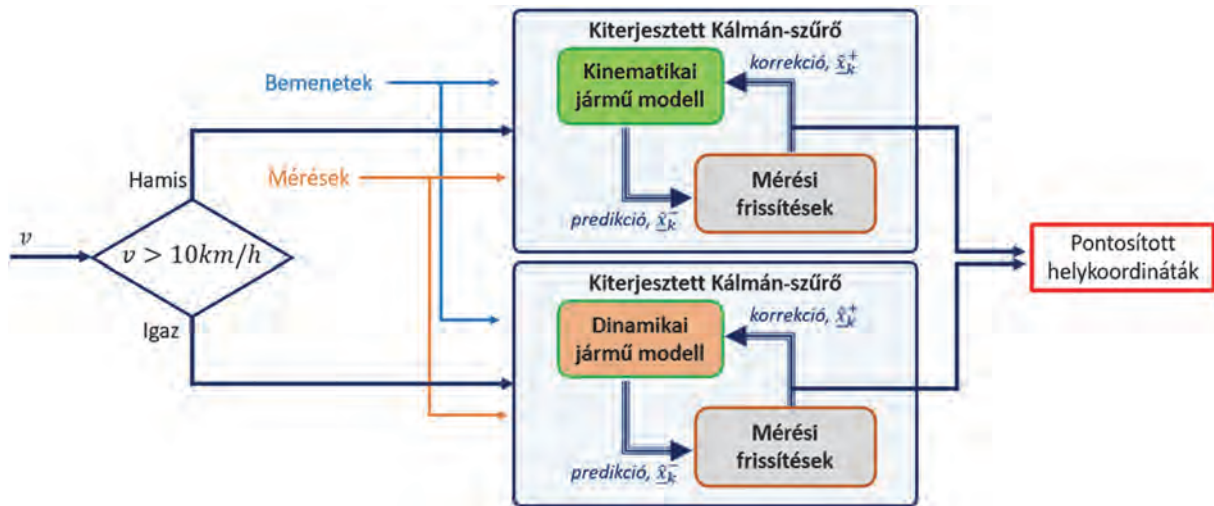 Kiterjesztett Kálmán-szűrő
korrekció, x̂ₖ⁺
Bemenetek
Kinematikai
jármű modell
Hamis
Mérések
Mérési
frissítések
predikció, x̂ₖ⁻
v
v > 10km/h
Pontosított
helykoordináták
Kiterjesztett Kálmán-szűrő
Igaz
korrekció, x̂ₖ⁺
Dinamikai
jármű modell
Mérési
frissítések
predikció, x̂ₖ⁻